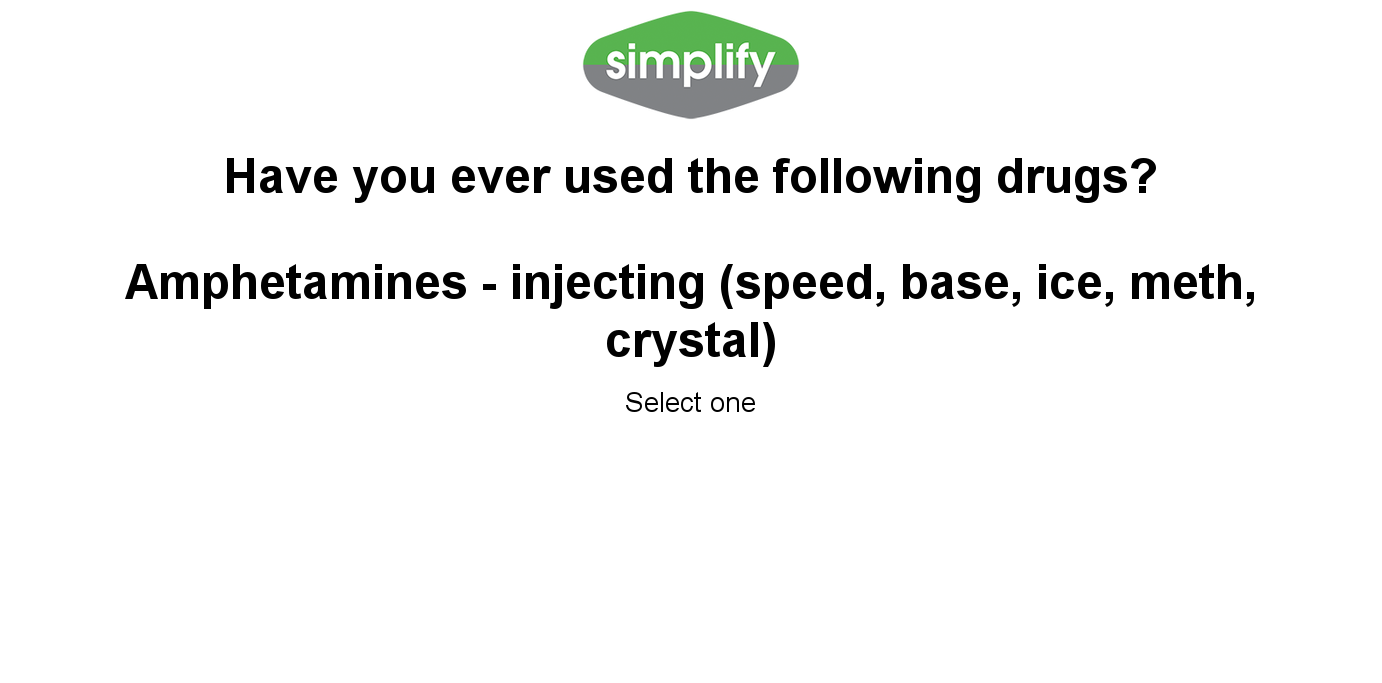 simplify
Have you ever used the following drugs?
Amphetamines - injecting (speed, base, ice, meth,
crystal)
Select one